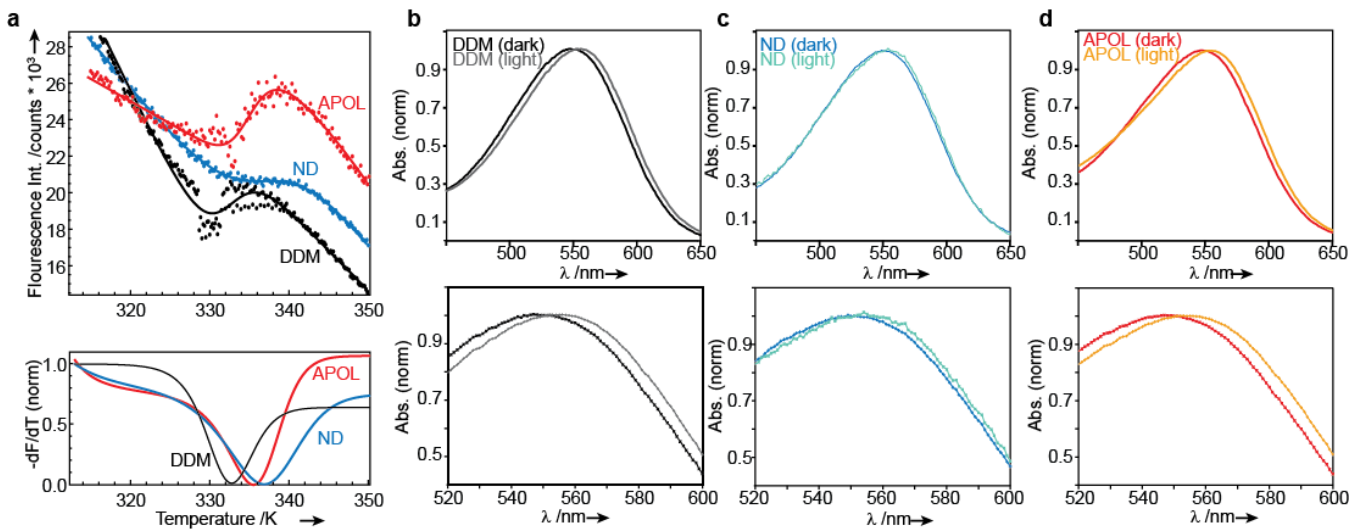 a
Flourescence Int. /counts * 10³ →
28
26
24
22
20
18
16
APOL
ND
DDM
320 330 340 350
-dF/dT (norm)
1.0
0.5
0.0
APOL
ND
DDM
320 330 340 350
Temperature /K →
b
DDM (dark)
DDM (light)
Abs. (norm)
0.9
0.7
0.5
0.3
0.1
500 550 600 650
λ /nm→
Abs. (norm)
0.9
0.7
0.5
520 540 560 580 600
λ /nm→
c
ND (dark)
ND (light)
Abs. (norm)
0.9
0.7
0.5
0.3
0.1
500 550 600 650
λ /nm→
Abs. (norm)
0.9
0.7
0.5
520 540 560 580 600
λ /nm→
d
APOL (dark)
APOL (light)
Abs. (norm)
0.9
0.7
0.5
0.3
0.1
500 550 600 650
λ /nm→
Abs. (norm)
0.9
0.7
0.5
520 540 560 580 600
λ /nm→